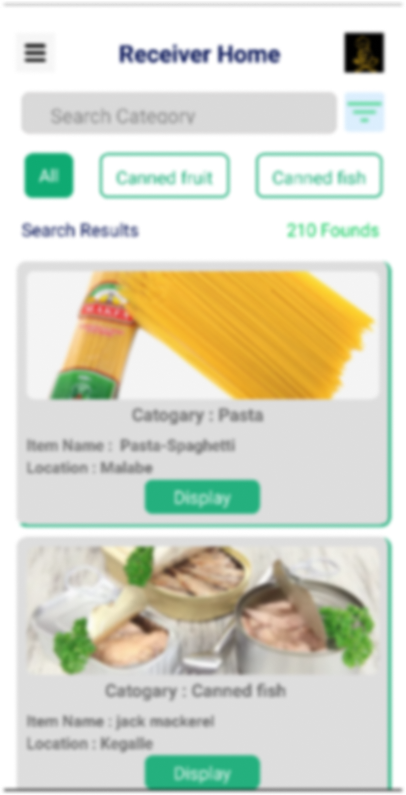 Receiver Home
Search Category
All
Canned fruit
Canned fish
Search Results
210 Founds
Catogary : Pasta
Item Name : Pasta-Spaghetti
Location : Malabe
Display
Catogary : Canned fish
Item Name : jack mackerel
Location : Kegalle
Display